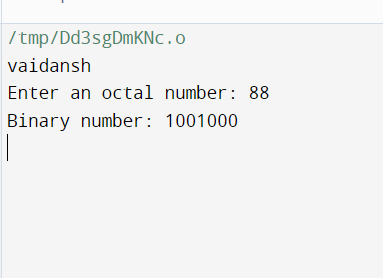 /tmp/Dd3sgDmKNc.o
vaidansh
Enter an octal number: 88
Binary number: 1001000